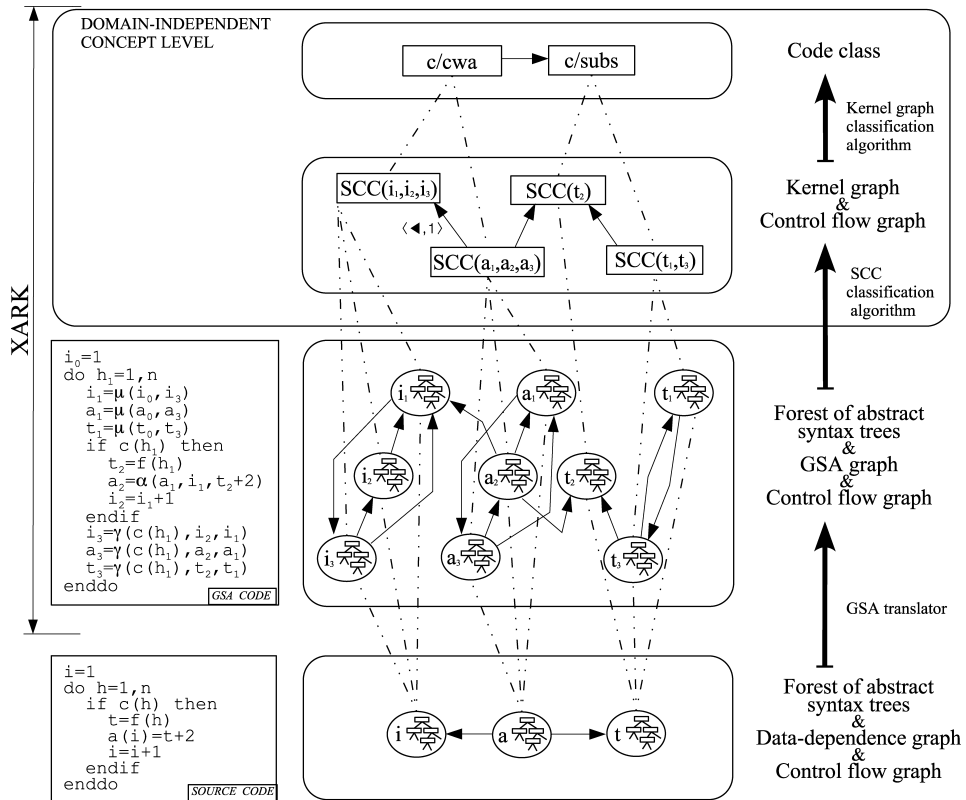 XARK
DOMAIN-INDEPENDENT
CONCEPT LEVEL
c/cwa
c/subs
Code class
Kernel graph
classification
algorithm
SCC(i₁,i₂,i₃)
SCC(t₂)
⟨◀,1⟩
SCC(a₁,a₂,a₃)
SCC(t₁,t₃)
Kernel graph
&
Control flow graph
SCC
classification
algorithm
i₀=1
do h₁=1,n
i₁=μ(i₀,i₃)
a₁=μ(a₀,a₃)
t₁=μ(t₀,t₃)
if c(h₁) then
t₂=f(h₁)
a₂=α(a₁,i₁,t₂+2)
i₂=i₁+1
endif
i₃=γ(c(h₁),i₂,i₁)
a₃=γ(c(h₁),a₂,a₁)
t₃=γ(c(h₁),t₂,t₁)
enddo
GSA CODE
i₁
a₁
t₁
i₂
a₂
t₂
i₃
a₃
t₃
Forest of abstract
syntax trees
&
GSA graph
&
Control flow graph
GSA translator
i=1
do h=1,n
if c(h) then
t=f(h)
a(i)=t+2
i=i+1
endif
enddo
SOURCE CODE
i
a
t
Forest of abstract
syntax trees
&
Data-dependence graph
&
Control flow graph